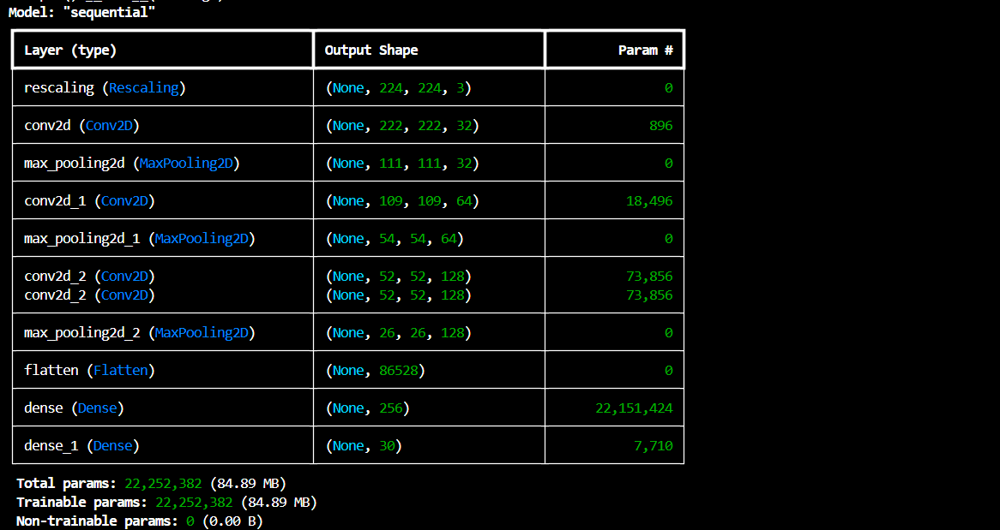 Model: "sequential"
Layer (type) Output Shape Param #
rescaling (Rescaling) (None, 224, 224, 3) 0
conv2d (Conv2D) (None, 222, 222, 32) 896
max_pooling2d (MaxPooling2D) (None, 111, 111, 32) 0
conv2d_1 (Conv2D) (None, 109, 109, 64) 18,496
max_pooling2d_1 (MaxPooling2D) (None, 54, 54, 64) 0
conv2d_2 (Conv2D) (None, 52, 52, 128) 73,856
conv2d_2 (Conv2D) (None, 52, 52, 128) 73,856
max_pooling2d_2 (MaxPooling2D) (None, 26, 26, 128) 0
flatten (Flatten) (None, 86528) 0
dense (Dense) (None, 256) 22,151,424
dense_1 (Dense) (None, 30) 7,710
Total params: 22,252,382 (84.89 MB)
Trainable params: 22,252,382 (84.89 MB)
Non-trainable params: 0 (0.00 B)